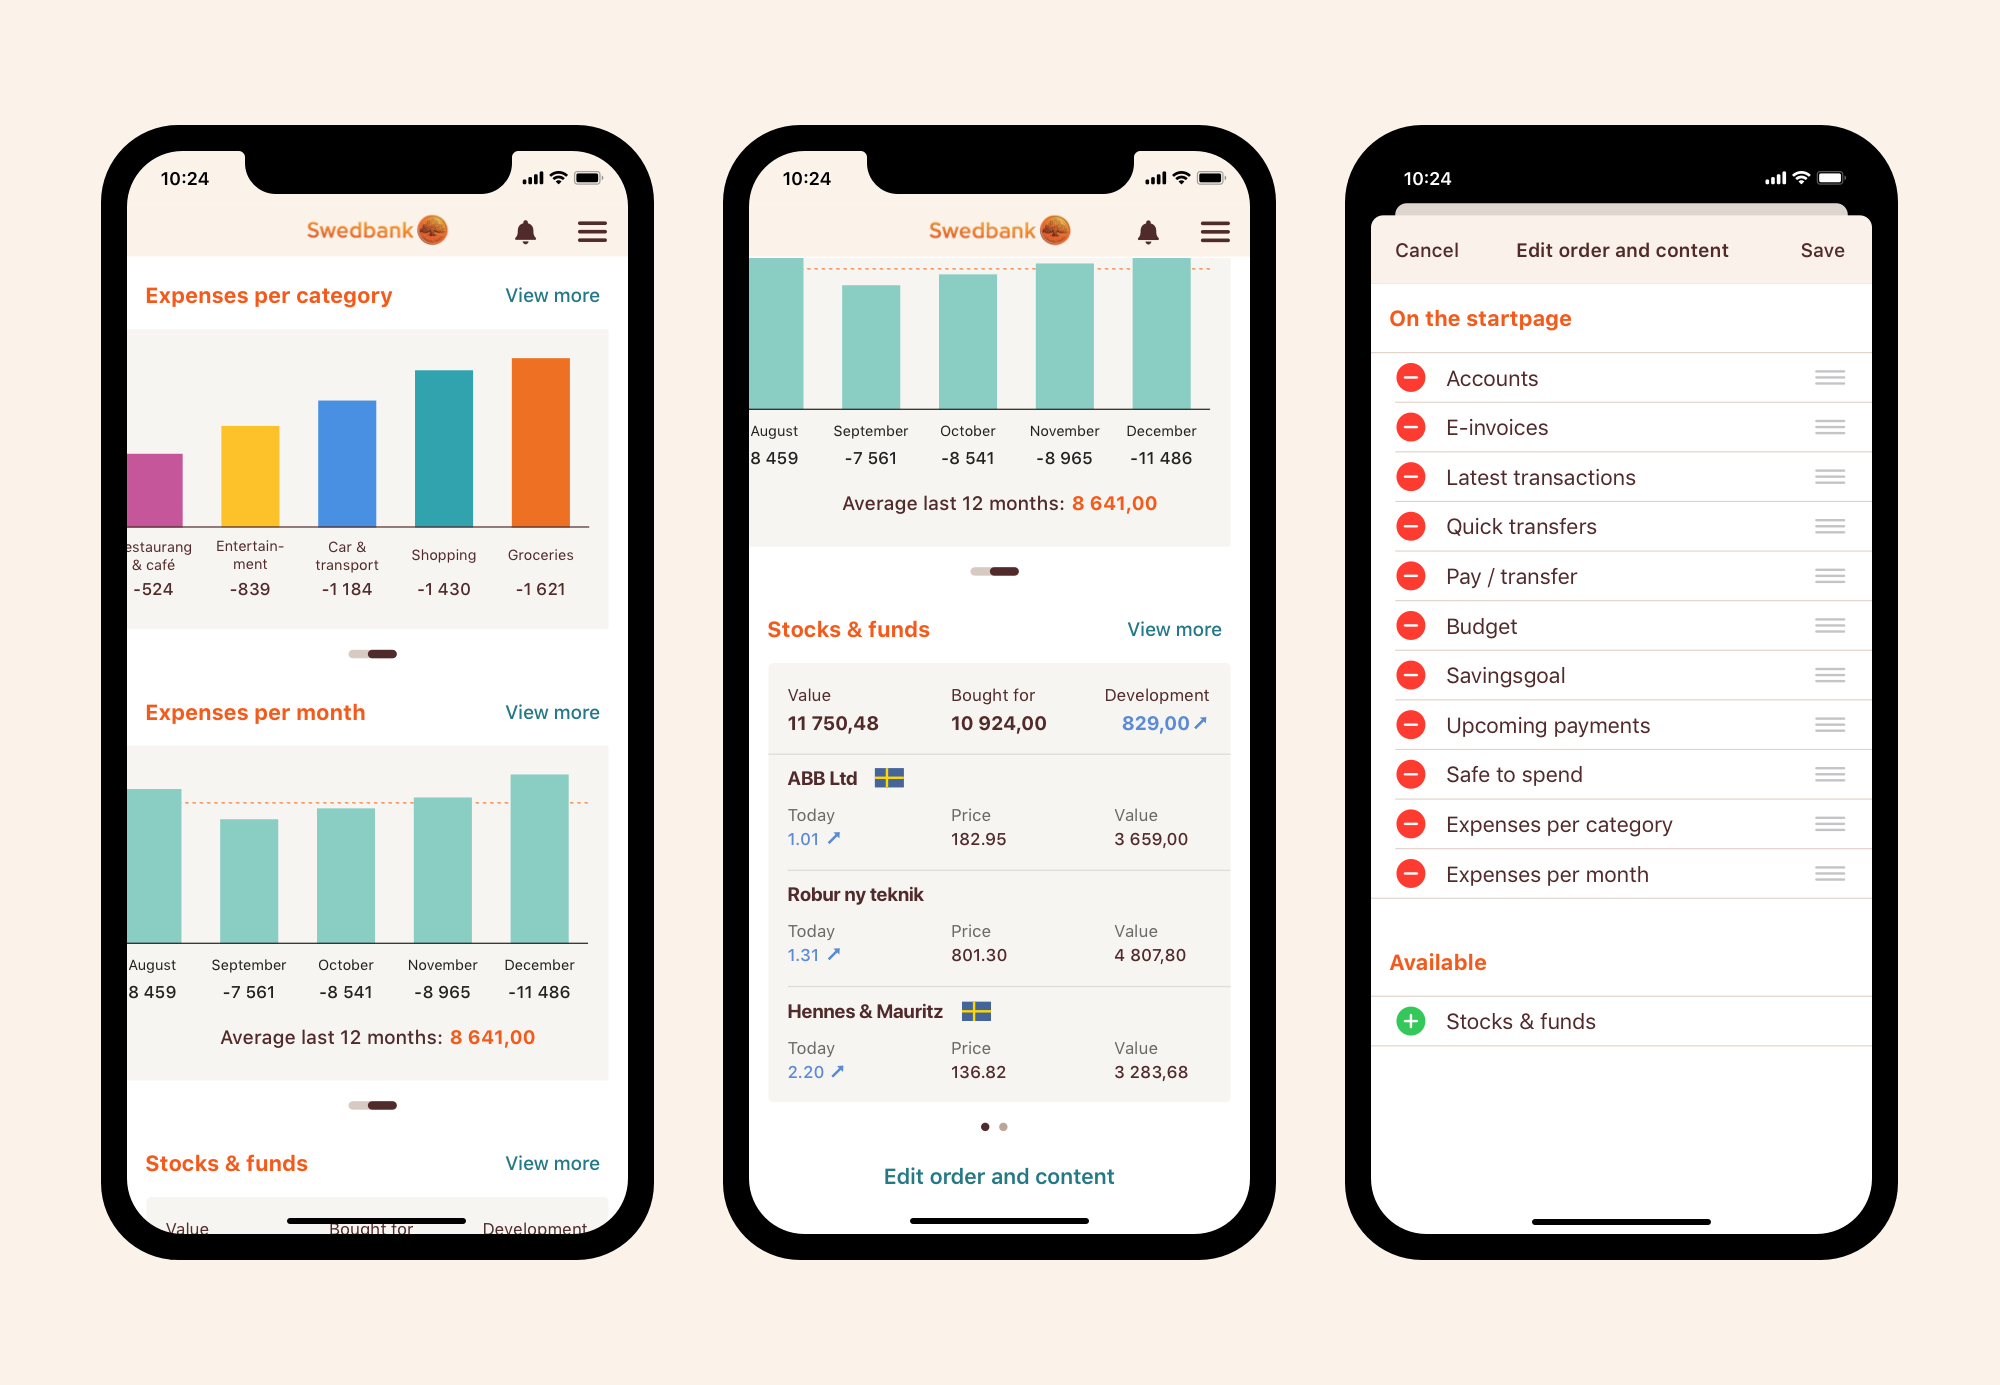 10:24
Swedbank
Expenses per category
View more
estaurang
& café
-524
Entertain-
ment
-839
Car &
transport
-1 184
Shopping
-1 430
Groceries
-1 621
Expenses per month
View more
August
8 459
September
-7 561
October
-8 541
November
-8 965
December
-11 486
Average last 12 months: 8 641,00
Stocks & funds
View more
Value
Bought for
Development
10:24
Swedbank
August
8 459
September
-7 561
October
-8 541
November
-8 965
December
-11 486
Average last 12 months: 8 641,00
Stocks & funds
View more
Value
11 750,48
Bought for
10 924,00
Development
829,00
ABB Ltd
Today
1.01
Price
182.95
Value
3 659,00
Robur ny teknik
Today
1.31
Price
801.30
Value
4 807,80
Hennes & Mauritz
Today
2.20
Price
136.82
Value
3 283,68
Edit order and content
10:24
Cancel
Edit order and content
Save
On the startpage
Accounts
E-invoices
Latest transactions
Quick transfers
Pay / transfer
Budget
Savingsgoal
Upcoming payments
Safe to spend
Expenses per category
Expenses per month
Available
Stocks & funds